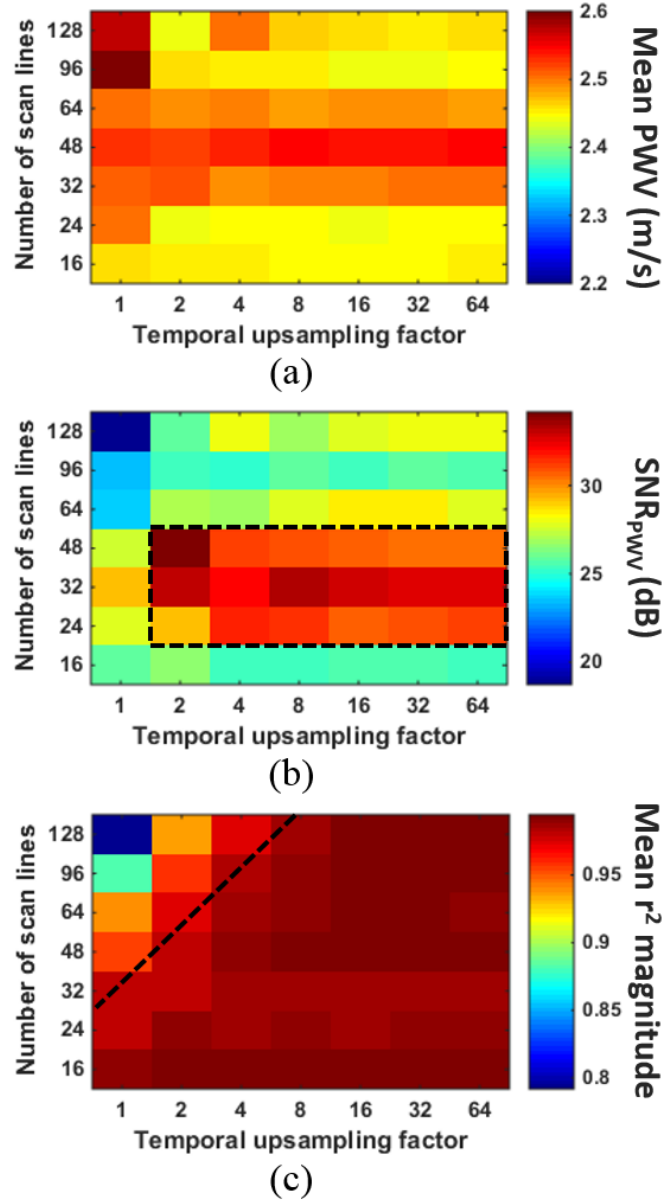 128
96
64
48
32
24
16
Number of scan lines
1 2 4 8 16 32 64
Temporal upsampling factor
2.6
2.5
2.4
2.3
2.2
Mean PWV (m/s)
(a)
128
96
64
48
32
24
16
Number of scan lines
1 2 4 8 16 32 64
Temporal upsampling factor
30
25
20
SNR_PWV (dB)
(b)
128
96
64
48
32
24
16
Number of scan lines
1 2 4 8 16 32 64
Temporal upsampling factor
0.95
0.9
0.85
0.8
Mean r² magnitude
(c)